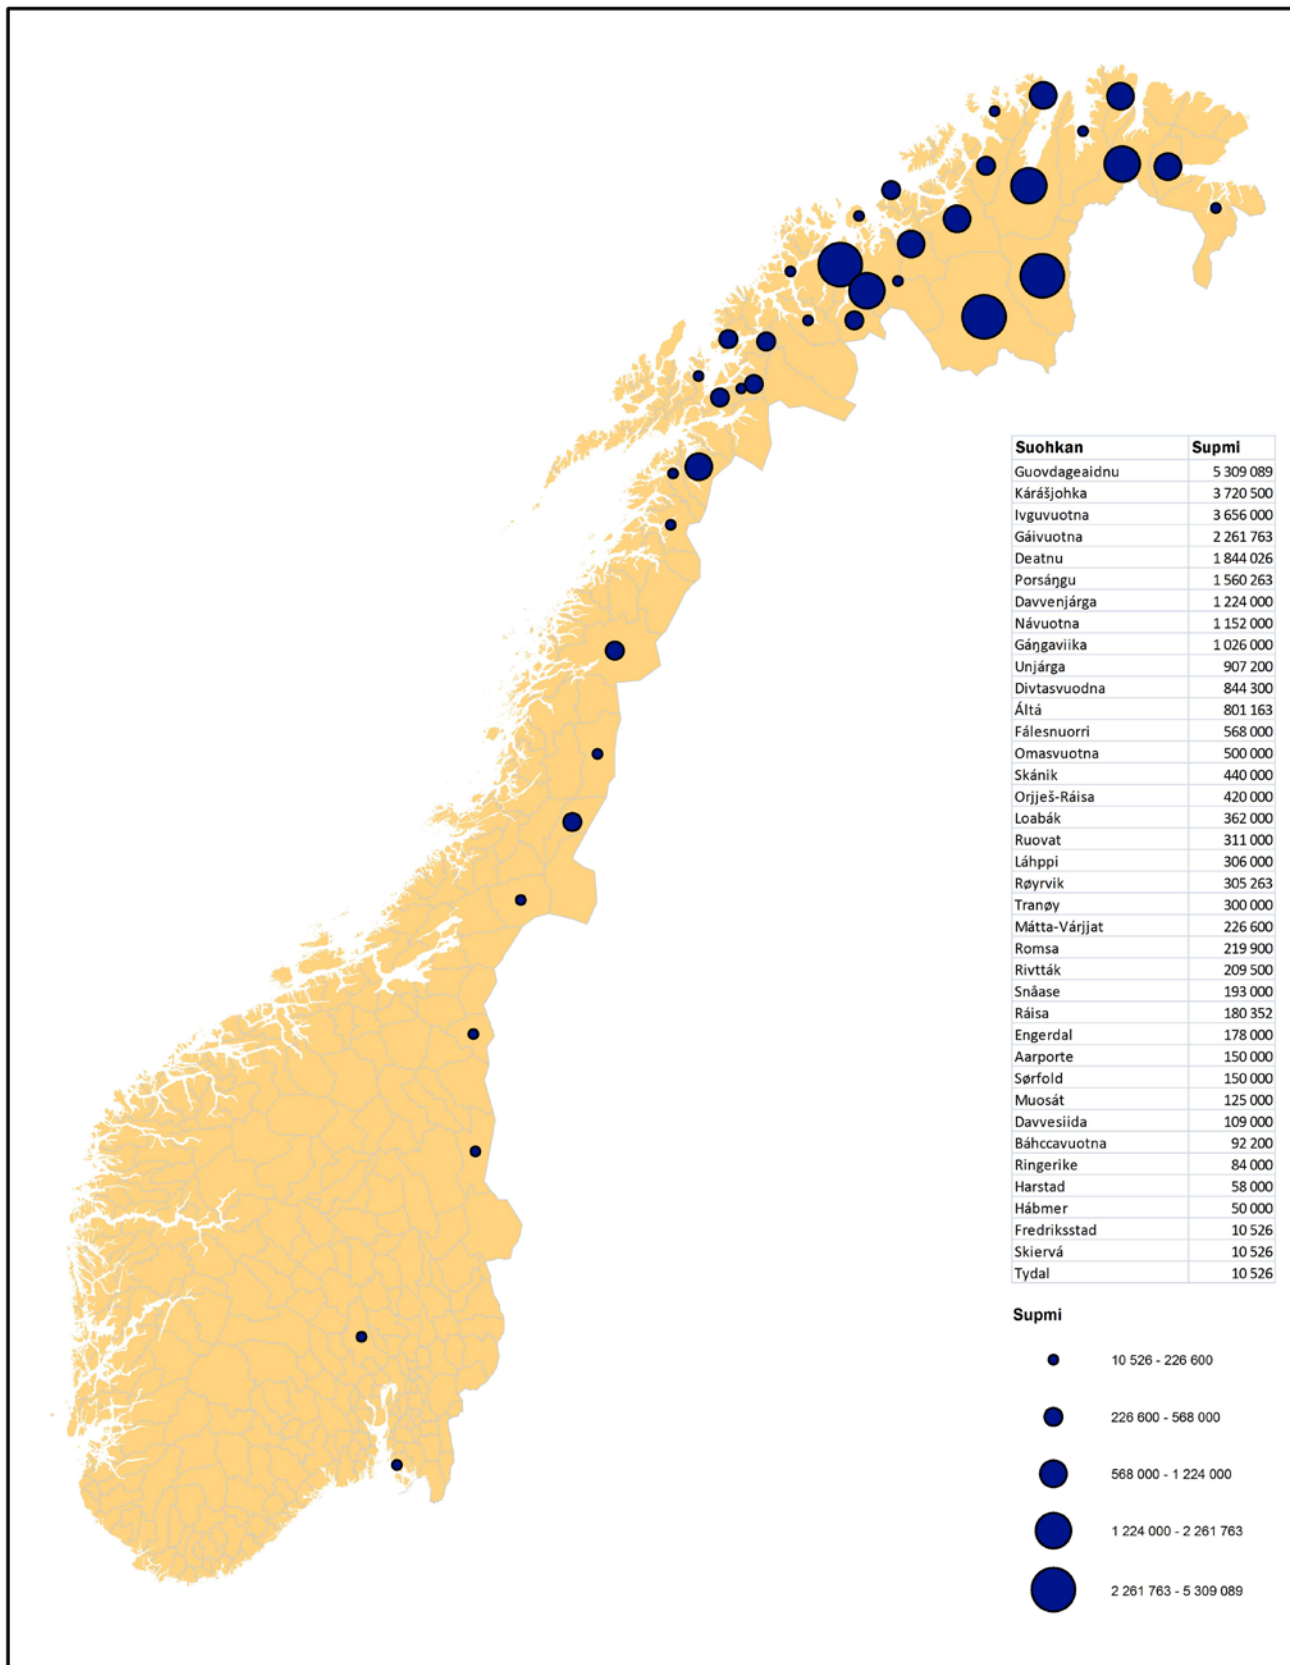 Suohkan Supmi
Guovdageaidnu 5 309 089
Kárášjohka 3 720 500
Ivguvuotna 3 656 000
Gáivuotna 2 261 763
Deatnu 1 844 026
Porsáŋgu 1 560 263
Davvenjárga 1 224 000
Návuotna 1 152 000
Gáŋgaviika 1 026 000
Unjárga 907 200
Divtasvuodna 844 300
Áltá 801 163
Fálesnuorri 568 000
Omasvuotna 500 000
Skánik 440 000
Orjješ-Ráisa 420 000
Loabák 362 000
Ruovat 311 000
Láhppi 306 000
Røyrvik 305 263
Tranøy 300 000
Mátta-Várjjat 226 600
Romsa 219 900
Rivtták 209 500
Snåase 193 000
Ráisa 180 352
Engerdal 178 000
Aarporte 150 000
Sørfold 150 000
Muosát 125 000
Davvesiida 109 000
Báhccavuotna 92 200
Ringerike 84 000
Harstad 58 000
Hábmer 50 000
Fredriksstad 10 526
Skiervá 10 526
Tydal 10 526
Supmi
10 526 - 226 600
226 600 - 568 000
568 000 - 1 224 000
1 224 000 - 2 261 763
2 261 763 - 5 309 089